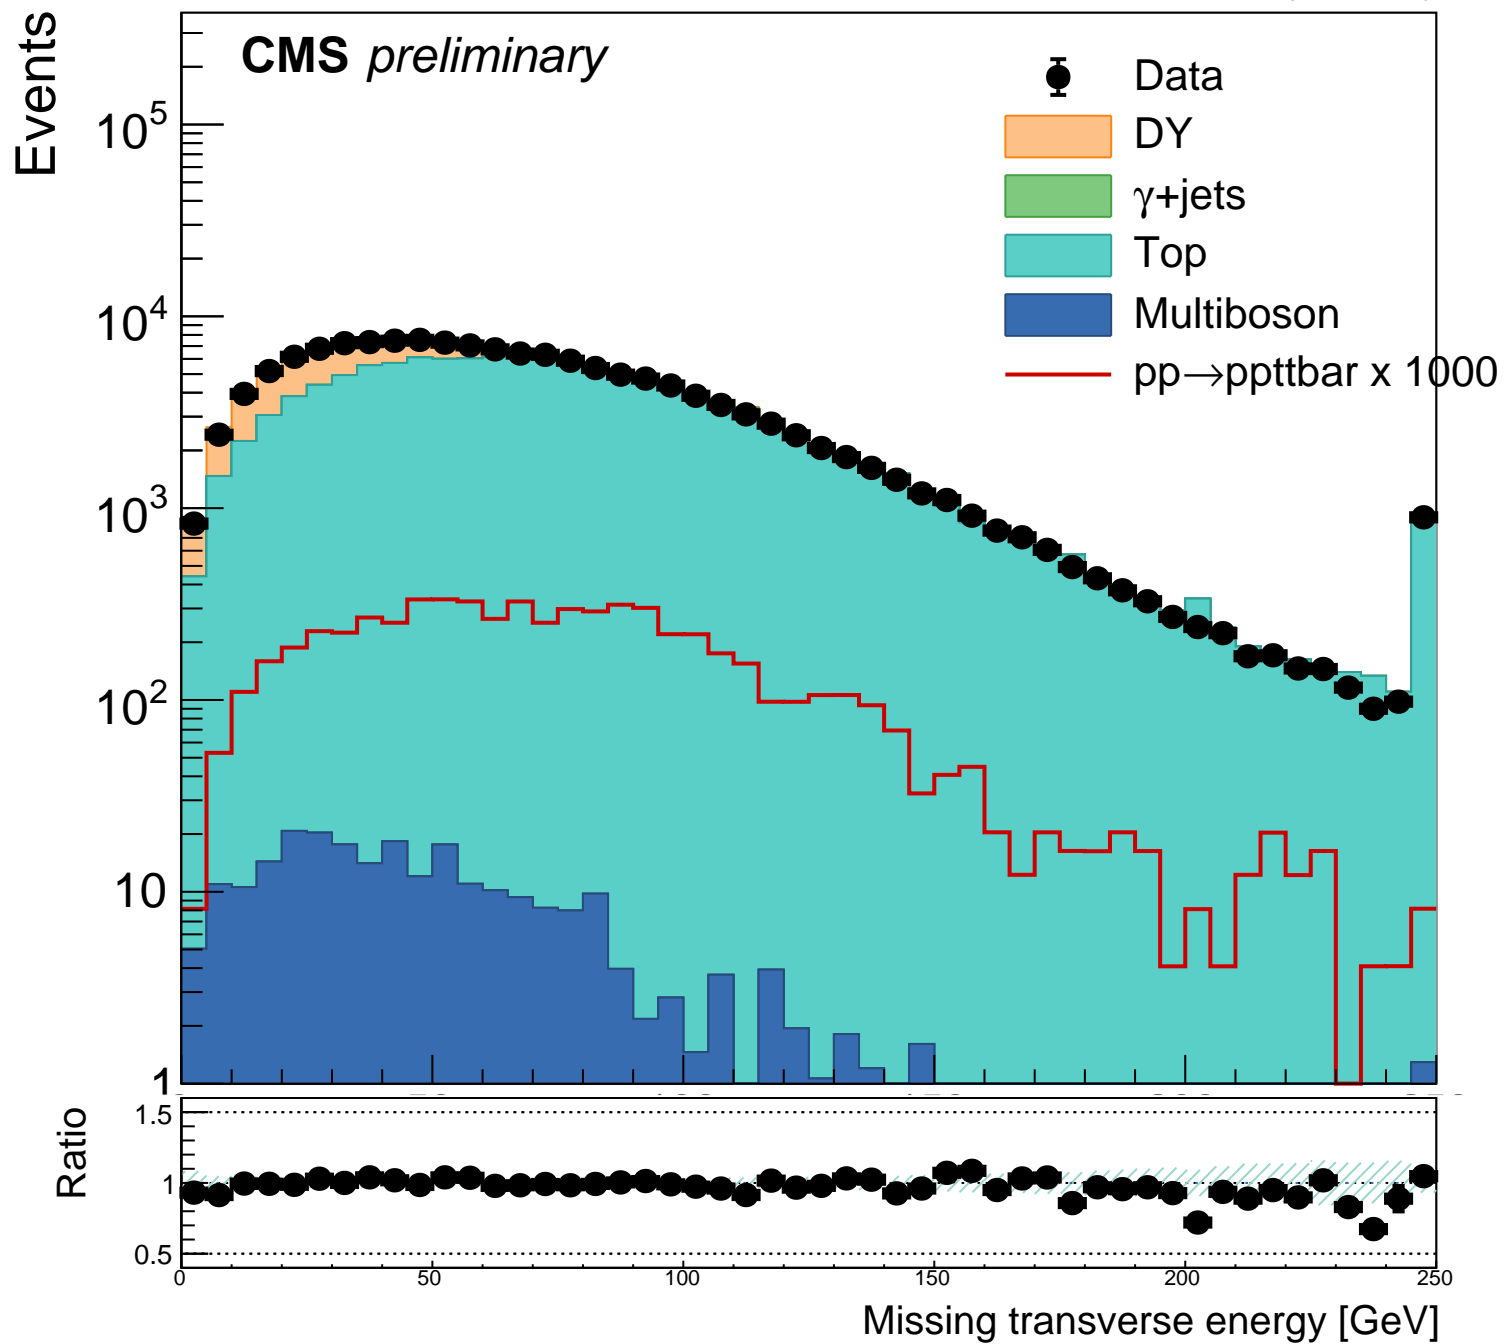 CMS preliminary
Events
Data
DY
γ+jets
Top
Multiboson
pp→ppttbar x 1000
10^5
10^4
10^3
10^2
10
1
Ratio
1.5
1
0.5
0 50 100 150 200 250
Missing transverse energy [GeV]